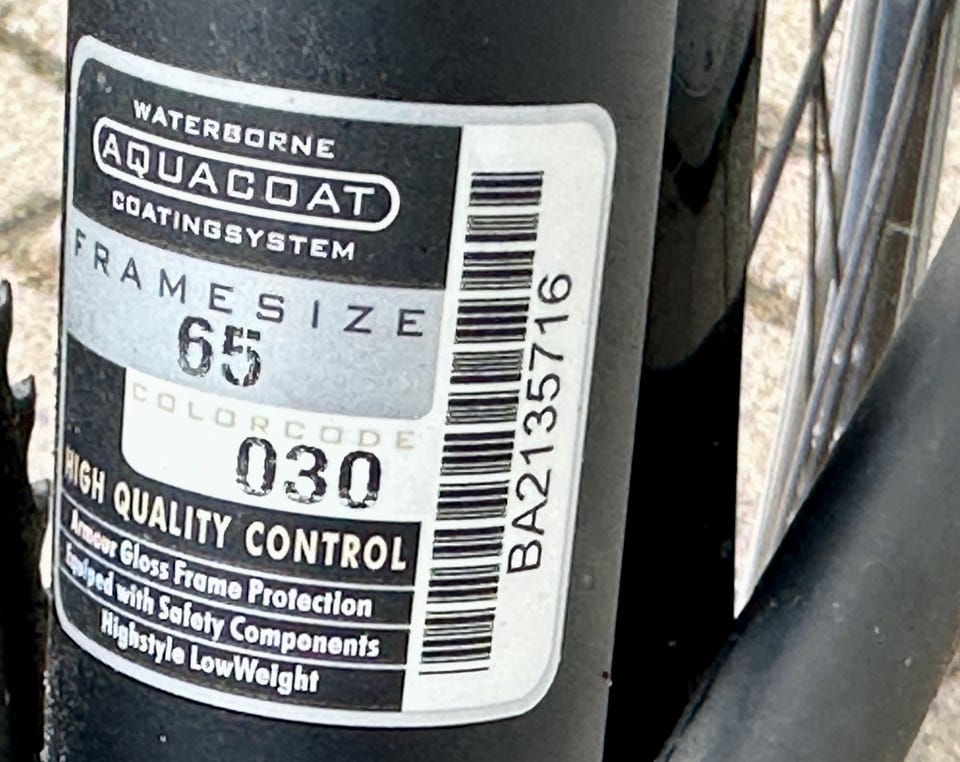 WATERBORNE
AQUACOAT
COATINGSYSTEM
FRAMESIZE
65
COLORCODE
030
HIGH QUALITY CONTROL
Armour Gloss Frame Protection
Equiped with Safety Components
Highstyle LowWeight
BA2135716